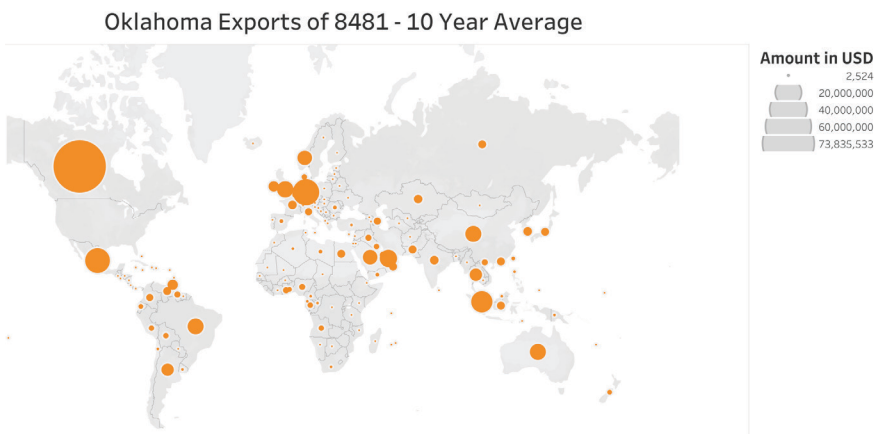 Oklahoma Exports of 8481 - 10 Year Average
Amount in USD
2,524
20,000,000
40,000,000
60,000,000
73,835,533